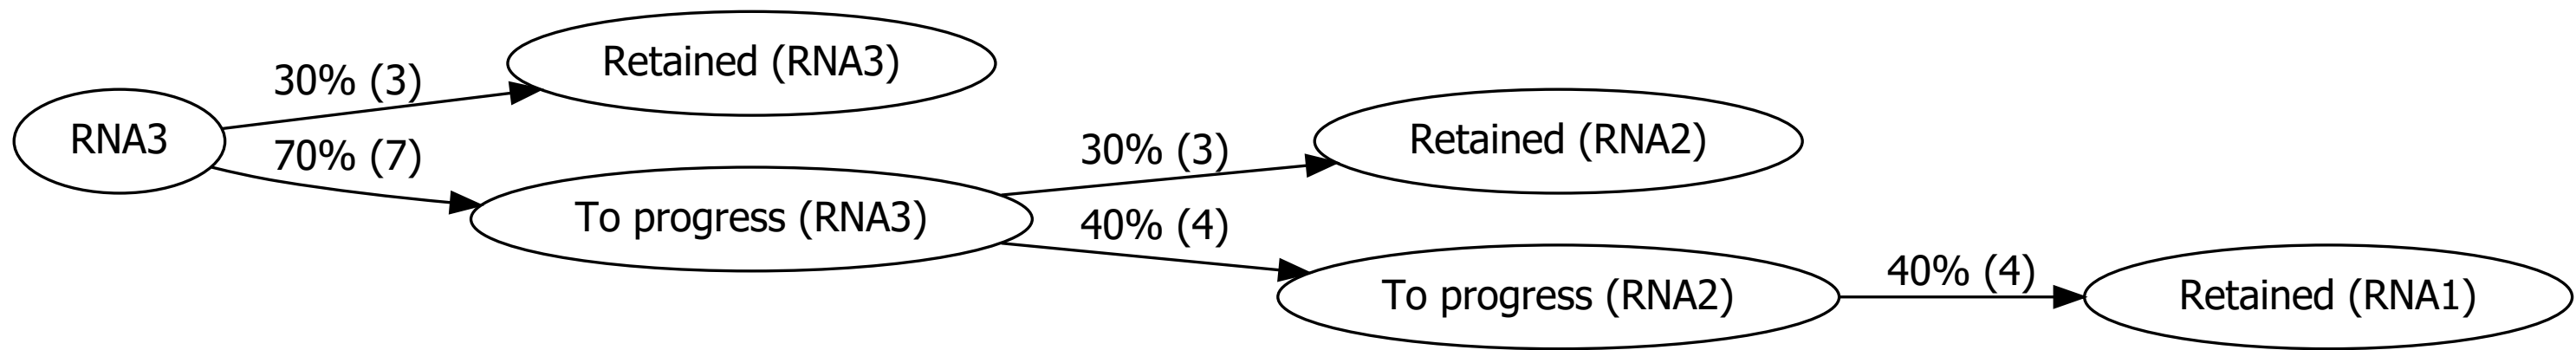 RNA3
30% (3)
Retained (RNA3)
70% (7)
To progress (RNA3)
30% (3)
Retained (RNA2)
40% (4)
To progress (RNA2)
40% (4)
Retained (RNA1)